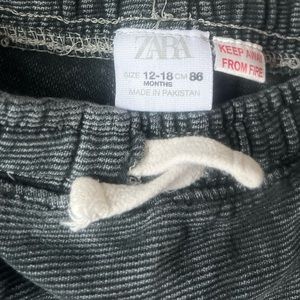 ZARA
SIZE 12-18 CM 86
MONTHS
MADE IN PAKISTAN
KEEP AWAY
FROM FIRE